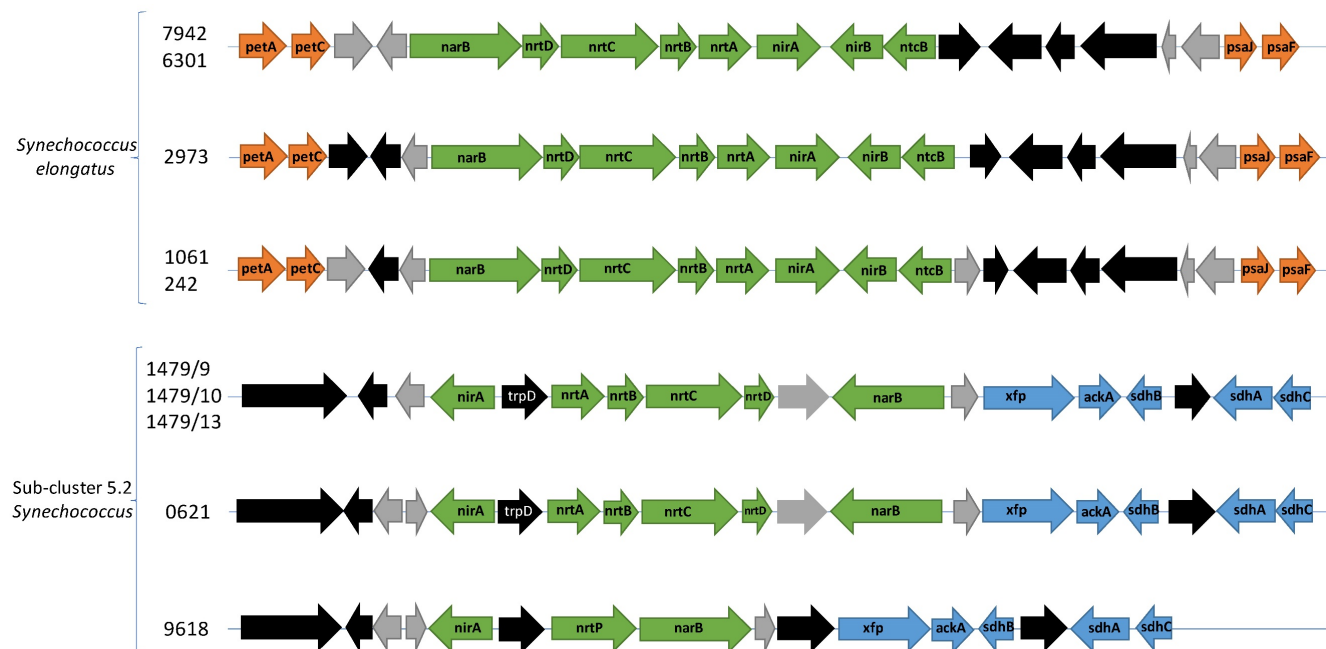 7942
6301
petA petC narB nrtD nrtC nrtB nrtA nirA nirB ntcB psaJ psaF
Synechococcus
elongatus
2973
petA petC narB nrtD nrtC nrtB nrtA nirA nirB ntcB psaJ psaF
1061
242
petA petC narB nrtD nrtC nrtB nrtA nirA nirB ntcB psaJ psaF
1479/9
1479/10
1479/13
nirA trpD nrtA nrtB nrtC nrtD narB xfp ackA sdhB sdhA sdhC
Sub-cluster 5.2
Synechococcus
0621
nirA trpD nrtA nrtB nrtC nrtD narB xfp ackA sdhB sdhA sdhC
9618
nirA nrtP narB xfp ackA sdhB sdhA sdhC